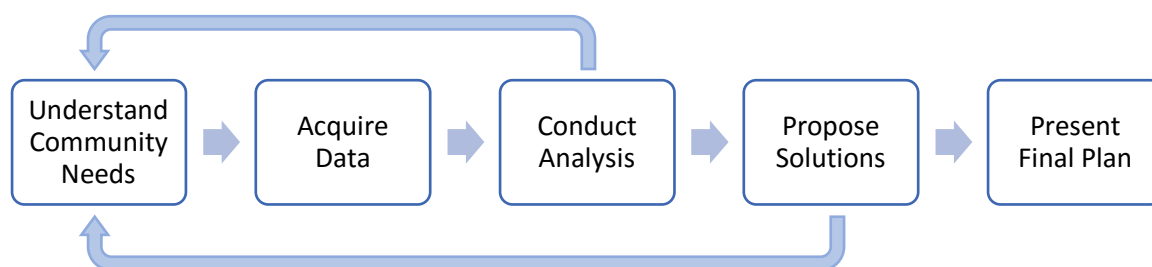 Understand
Community
Needs
Acquire
Data
Conduct
Analysis
Propose
Solutions
Present
Final Plan